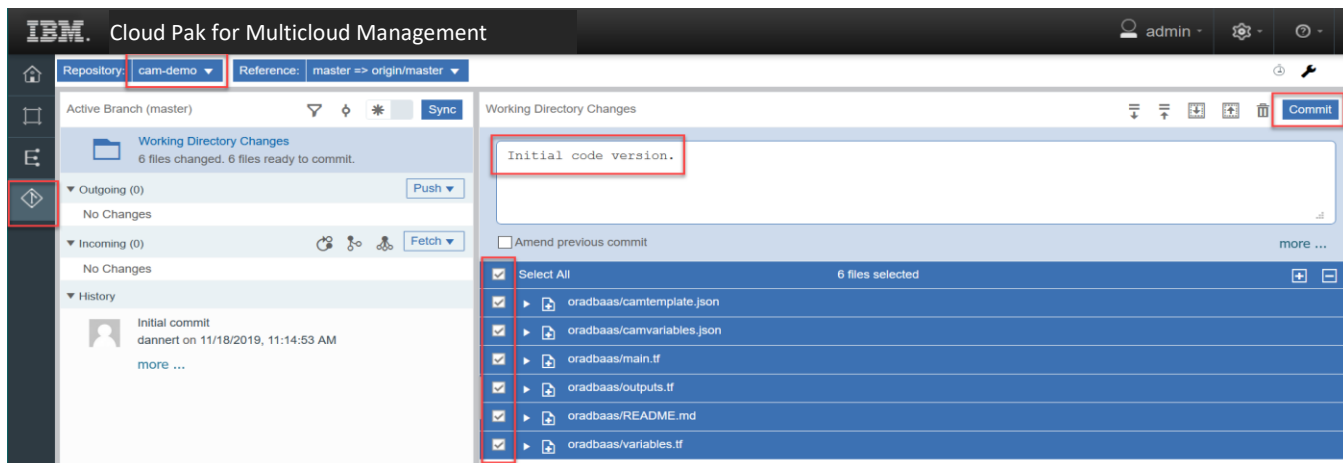 IBM. Cloud Pak for Multicloud Management
admin
Repository: cam-demo
Reference: master => origin/master
Active Branch (master)
Sync
Working Directory Changes
6 files changed. 6 files ready to commit.
Outgoing (0)
Push
No Changes
Incoming (0)
Fetch
No Changes
History
Initial commit
dannert on 11/18/2019, 11:14:53 AM
more ...
Working Directory Changes
Commit
Initial code version.
Amend previous commit
more ...
Select All
6 files selected
oradbaas/camtemplate.json
oradbaas/camvariables.json
oradbaas/main.tf
oradbaas/outputs.tf
oradbaas/README.md
oradbaas/variables.tf